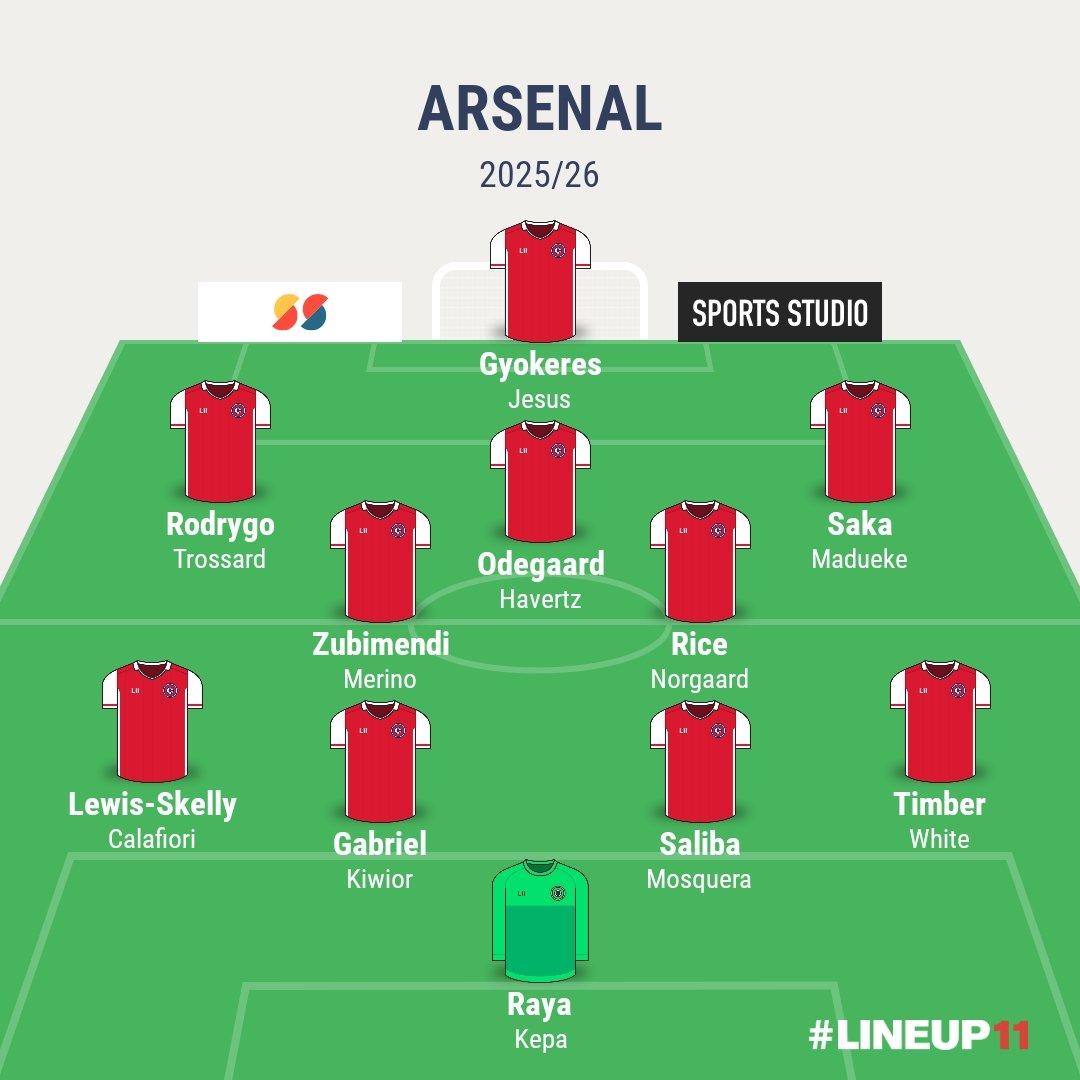 ARSENAL
2025/26
SPORTS STUDIO
Gyokeres
Jesus
Rodrygo
Trossard
Odegaard
Havertz
Saka
Madueke
Zubimendi
Merino
Rice
Norgaard
Lewis-Skelly
Calafiori
Gabriel
Kiwior
Saliba
Mosquera
Timber
White
Raya
Kepa
#LINEUP11